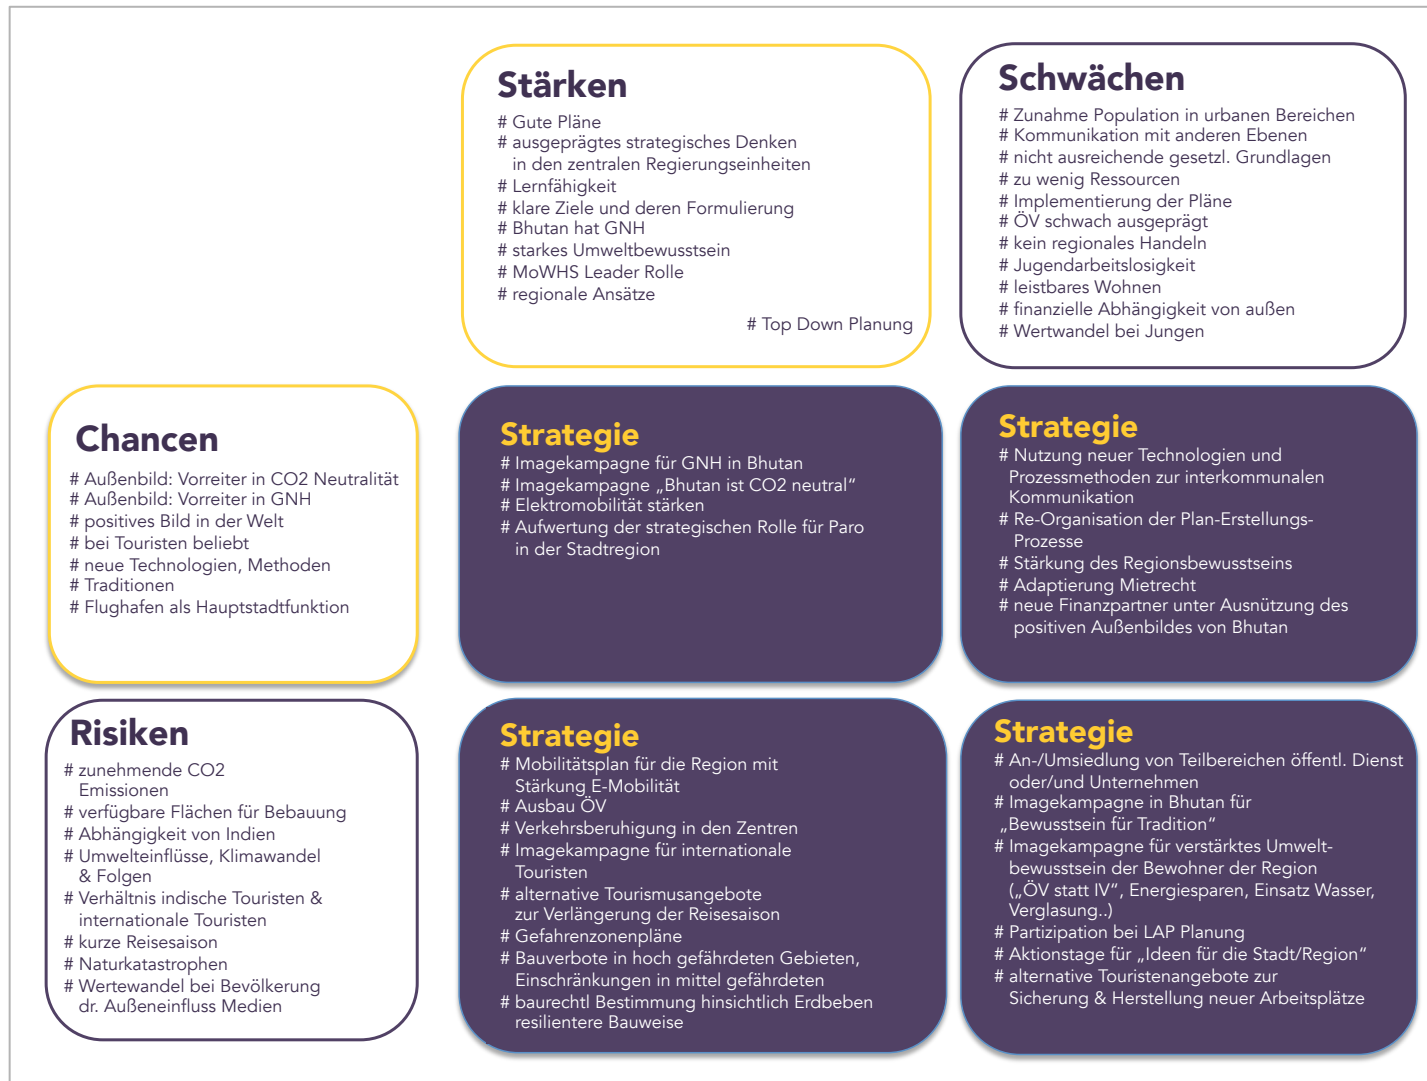 Stärken
# Gute Pläne
# ausgeprägtes strategisches Denken
in den zentralen Regierungseinheiten
# Lernfähigkeit
# klare Ziele und deren Formulierung
# Bhutan hat GNH
# starkes Umweltbewusstsein
# MoWHS Leader Rolle
# regionale Ansätze
# Top Down Planung
Schwächen
# Zunahme Population in urbanen Bereichen
# Kommunikation mit anderen Ebenen
# nicht ausreichende gesetzl. Grundlagen
# zu wenig Ressourcen
# Implementierung der Pläne
# ÖV schwach ausgeprägt
# kein regionales Handeln
# Jugendarbeitslosigkeit
# leistbares Wohnen
# finanzielle Abhängigkeit von außen
# Wertwandel bei Jungen
Chancen
# Außenbild: Vorreiter in CO2 Neutralität
# Außenbild: Vorreiter in GNH
# positives Bild in der Welt
# bei Touristen beliebt
# neue Technologien, Methoden
# Traditionen
# Flughafen als Hauptstadtfunktion
Strategie
# Imagekampagne für GNH in Bhutan
# Imagekampagne „Bhutan ist CO2 neutral“
# Elektromobilität stärken
# Aufwertung der strategischen Rolle für Paro
in der Stadtregion
Strategie
# Nutzung neuer Technologien und
Prozessmethoden zur interkommunalen
Kommunikation
# Re-Organisation der Plan-Erstellungs-
Prozesse
# Stärkung des Regionsbewusstseins
# Adaptierung Mietrecht
# neue Finanzpartner unter Ausnützung des
positiven Außenbildes von Bhutan
Risiken
# zunehmende CO2
Emissionen
# verfügbare Flächen für Bebauung
# Abhängigkeit von Indien
# Umwelteinflüsse, Klimawandel
& Folgen
# Verhältnis indische Touristen &
internationale Touristen
# kurze Reisesaison
# Naturkatastrophen
# Wertewandel bei Bevölkerung
dr. Außeneinfluss Medien
Strategie
# Mobilitätsplan für die Region mit
Stärkung E-Mobilität
# Ausbau ÖV
# Verkehrsberuhigung in den Zentren
# Imagekampagne für internationale
Touristen
# alternative Tourismusangebote
zur Verlängerung der Reisesaison
# Gefahrenzonenpläne
# Bauverbote in hoch gefährdeten Gebieten,
Einschränkungen in mittel gefährdeten
# baurechtl Bestimmung hinsichtlich Erdbeben
resilientere Bauweise
Strategie
# An-/Umsiedlung von Teilbereichen öffentl. Dienst
oder/und Unternehmen
# Imagekampagne in Bhutan für
„Bewusstsein für Tradition“
# Imagekampagne für verstärktes Umwelt-
bewusstsein der Bewohner der Region
(„ÖV statt IV“, Energiesparen, Einsatz Wasser,
Verglasung..)
# Partizipation bei LAP Planung
# Aktionstage für „Ideen für die Stadt/Region“
# alternative Touristenangebote zur
Sicherung & Herstellung neuer Arbeitsplätze